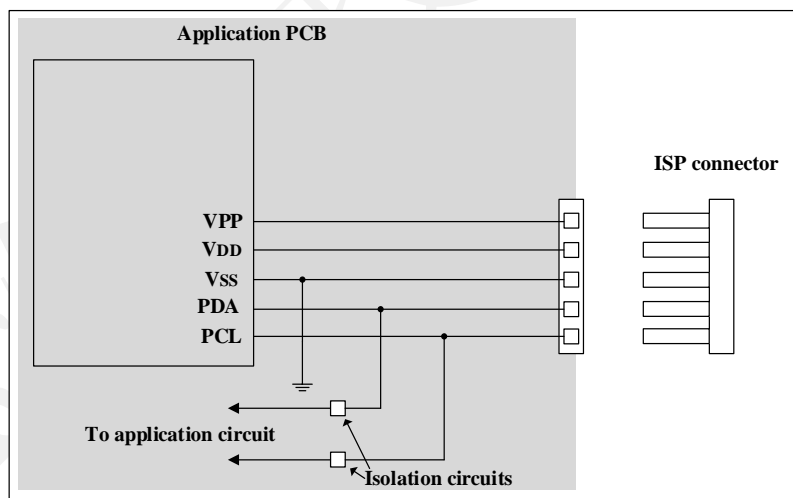 Application PCB
ISP connector
VPP
VDD
VSS
PDA
PCL
To application circuit
Isolation circuits